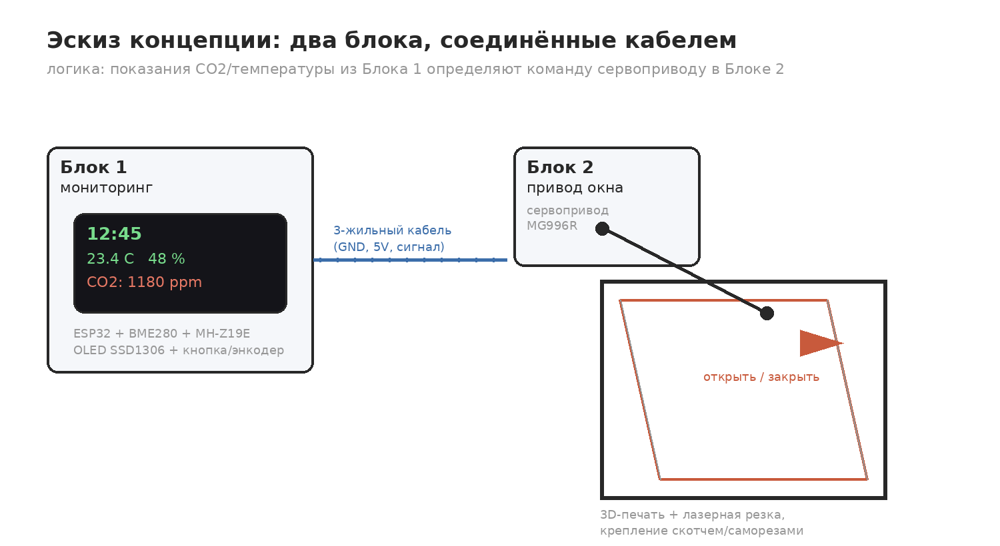 Эскиз концепции: два блока, соединённые кабелем
логика: показания CO2/температуры из Блока 1 определяют команду сервоприводу в Блоке 2
Блок 1
мониторинг
12:45
23.4 C 48 %
CO2: 1180 ppm
ESP32 + BME280 + MH-Z19E
OLED SSD1306 + кнопка/энкодер
3-жильный кабель
(GND, 5V, сигнал)
Блок 2
привод окна
сервопривод
MG996R
открыть / закрыть
3D-печать + лазерная резка,
крепление скотчем/саморезами